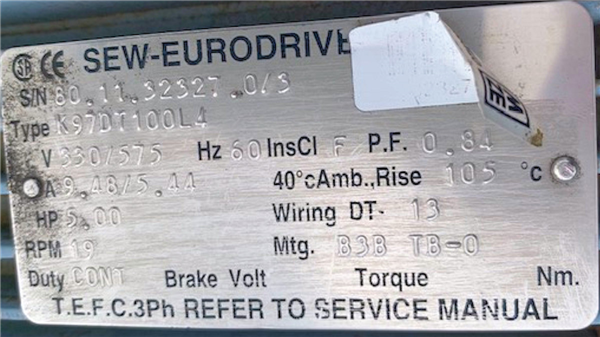 SA CE SEW-EURODRIVE
S/N 80.11.32327.0/3
Type K97DT100L4
V 330/575 Hz 60 InsCl F P.F. 0.84
A 9.48/5.44 40°cAmb.,Rise 105 °c
HP 5.00 Wiring DT- 13
RPM 19 Mtg. B3B TB-0
Duty CONT Brake Volt Torque Nm.
T.E.F.C.3Ph REFER TO SERVICE MANUAL